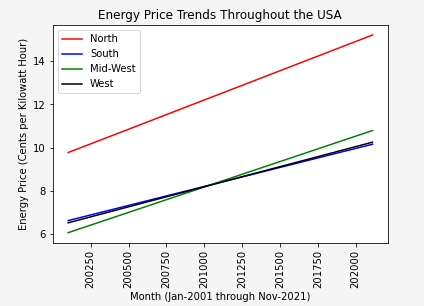 Energy Price Trends Throughout the USA
North
South
Mid-West
West
Energy Price (Cents per Kilowatt Hour)
14
12
10
8
6
200250
200500
200750
201000
201250
201500
201750
202000
Month (Jan-2001 through Nov-2021)